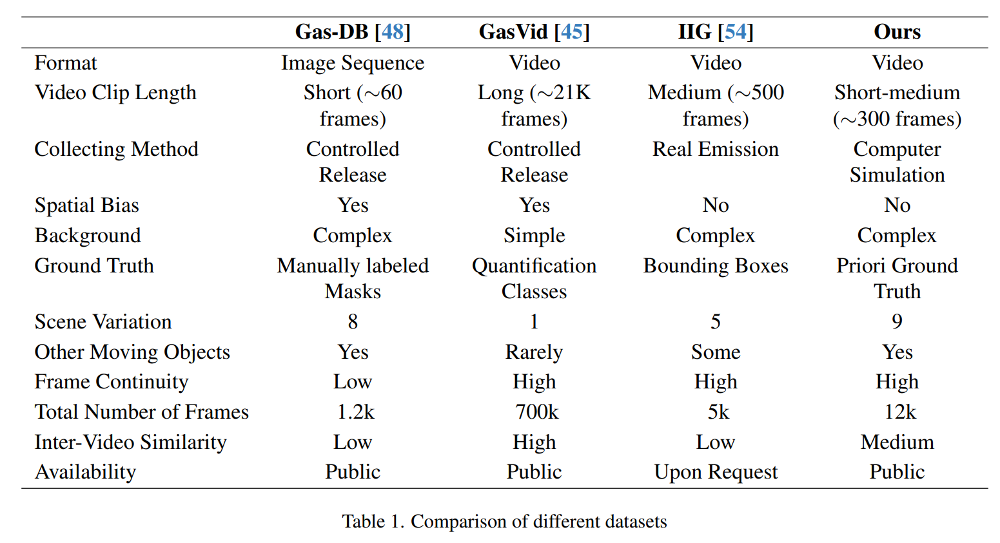 Gas-DB [48] GasVid [45] IIG [54] Ours
Format Image Sequence Video Video Video
Video Clip Length Short (∼60 Long (∼21K Medium (∼500 Short-medium
frames) frames) frames) (∼300 frames)
Collecting Method Controlled Controlled Real Emission Computer
Release Release Simulation
Spatial Bias Yes Yes No No
Background Complex Simple Complex Complex
Ground Truth Manually labeled Quantification Bounding Boxes Priori Ground
Masks Classes Truth
Scene Variation 8 1 5 9
Other Moving Objects Yes Rarely Some Yes
Frame Continuity Low High High High
Total Number of Frames 1.2k 700k 5k 12k
Inter-Video Similarity Low High Low Medium
Availability Public Public Upon Request Public
Table 1. Comparison of different datasets